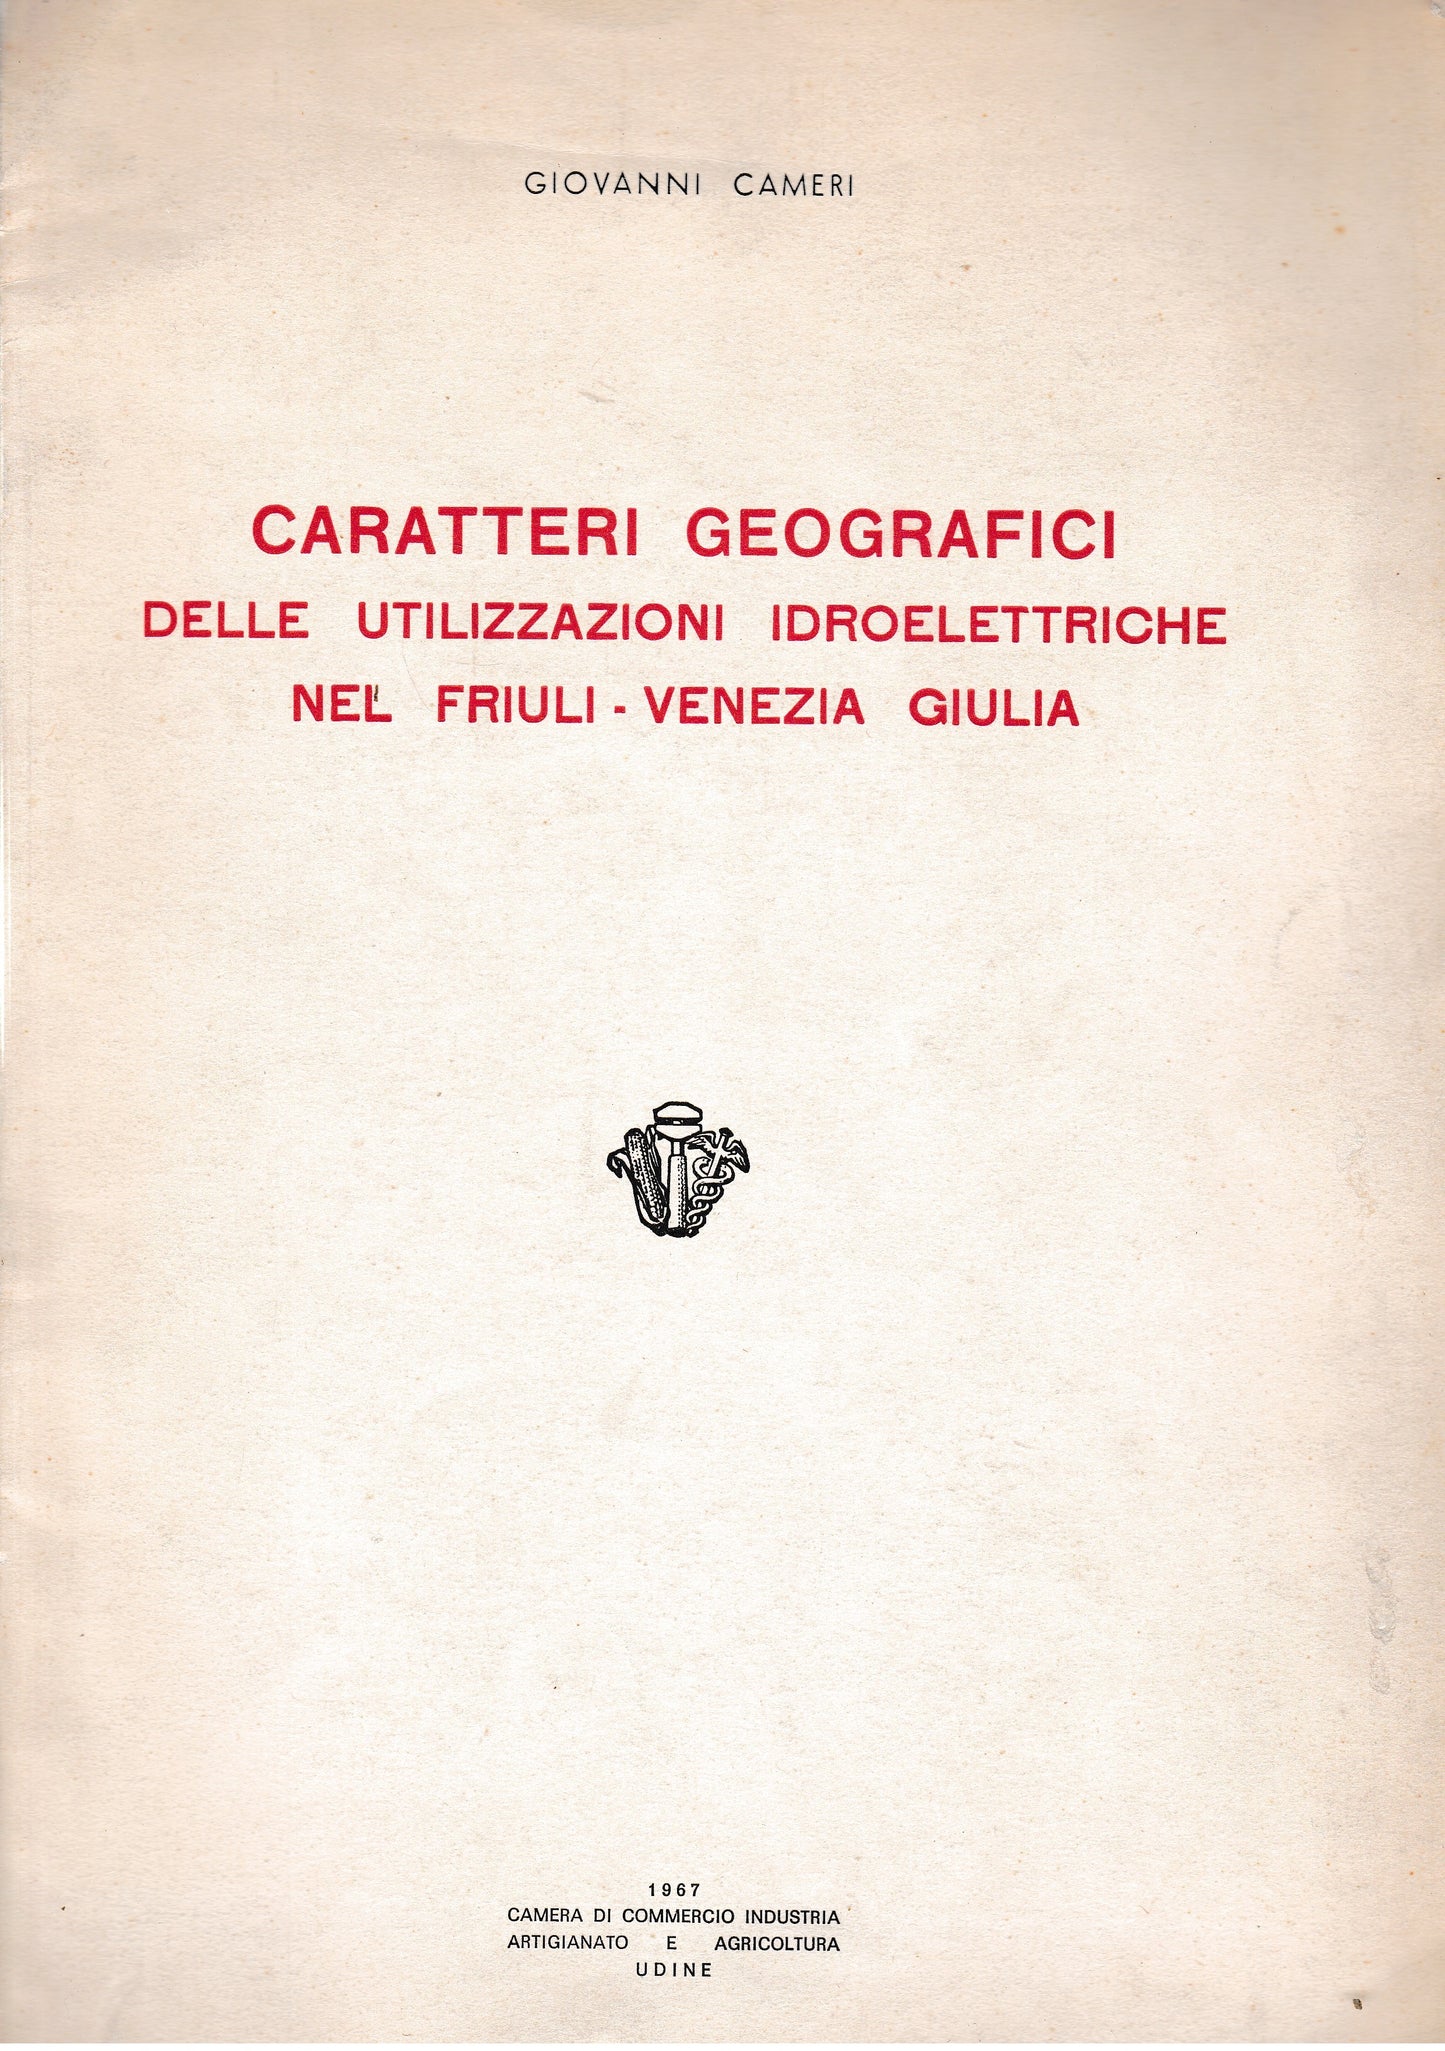 GIOVANNI CAMERI
CARATTERI GEOGRAFICI
DELLE UTILIZZAZIONI IDROELETTRICHE
NEL FRIULI - VENEZIA GIULIA
1967
CAMERA DI COMMERCIO INDUSTRIA
ARTIGIANATO E AGRICOLTURA
UDINE